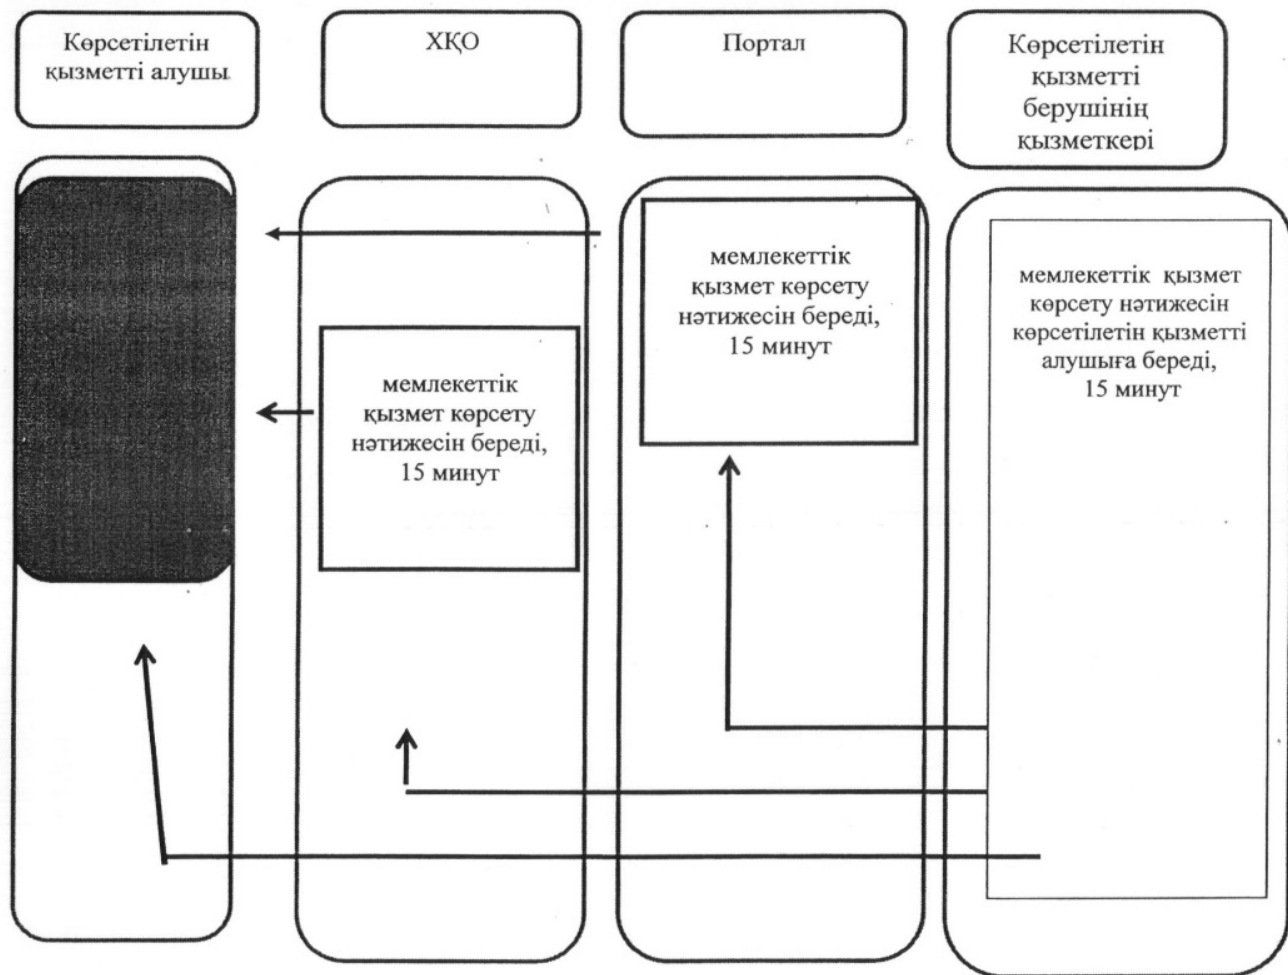 Көрсетілетін
қызметті алушы
ХҚО
Портал
Көрсетілетін
қызметті
берушінің
қызметкері
мемлекеттік
қызмет көрсету
нәтижесін береді,
15 минут
мемлекеттік
қызмет көрсету
нәтижесін береді,
15 минут
мемлекеттік қызмет
көрсету нәтижесін
көрсетілетін қызметті
алушыға береді,
15 минут